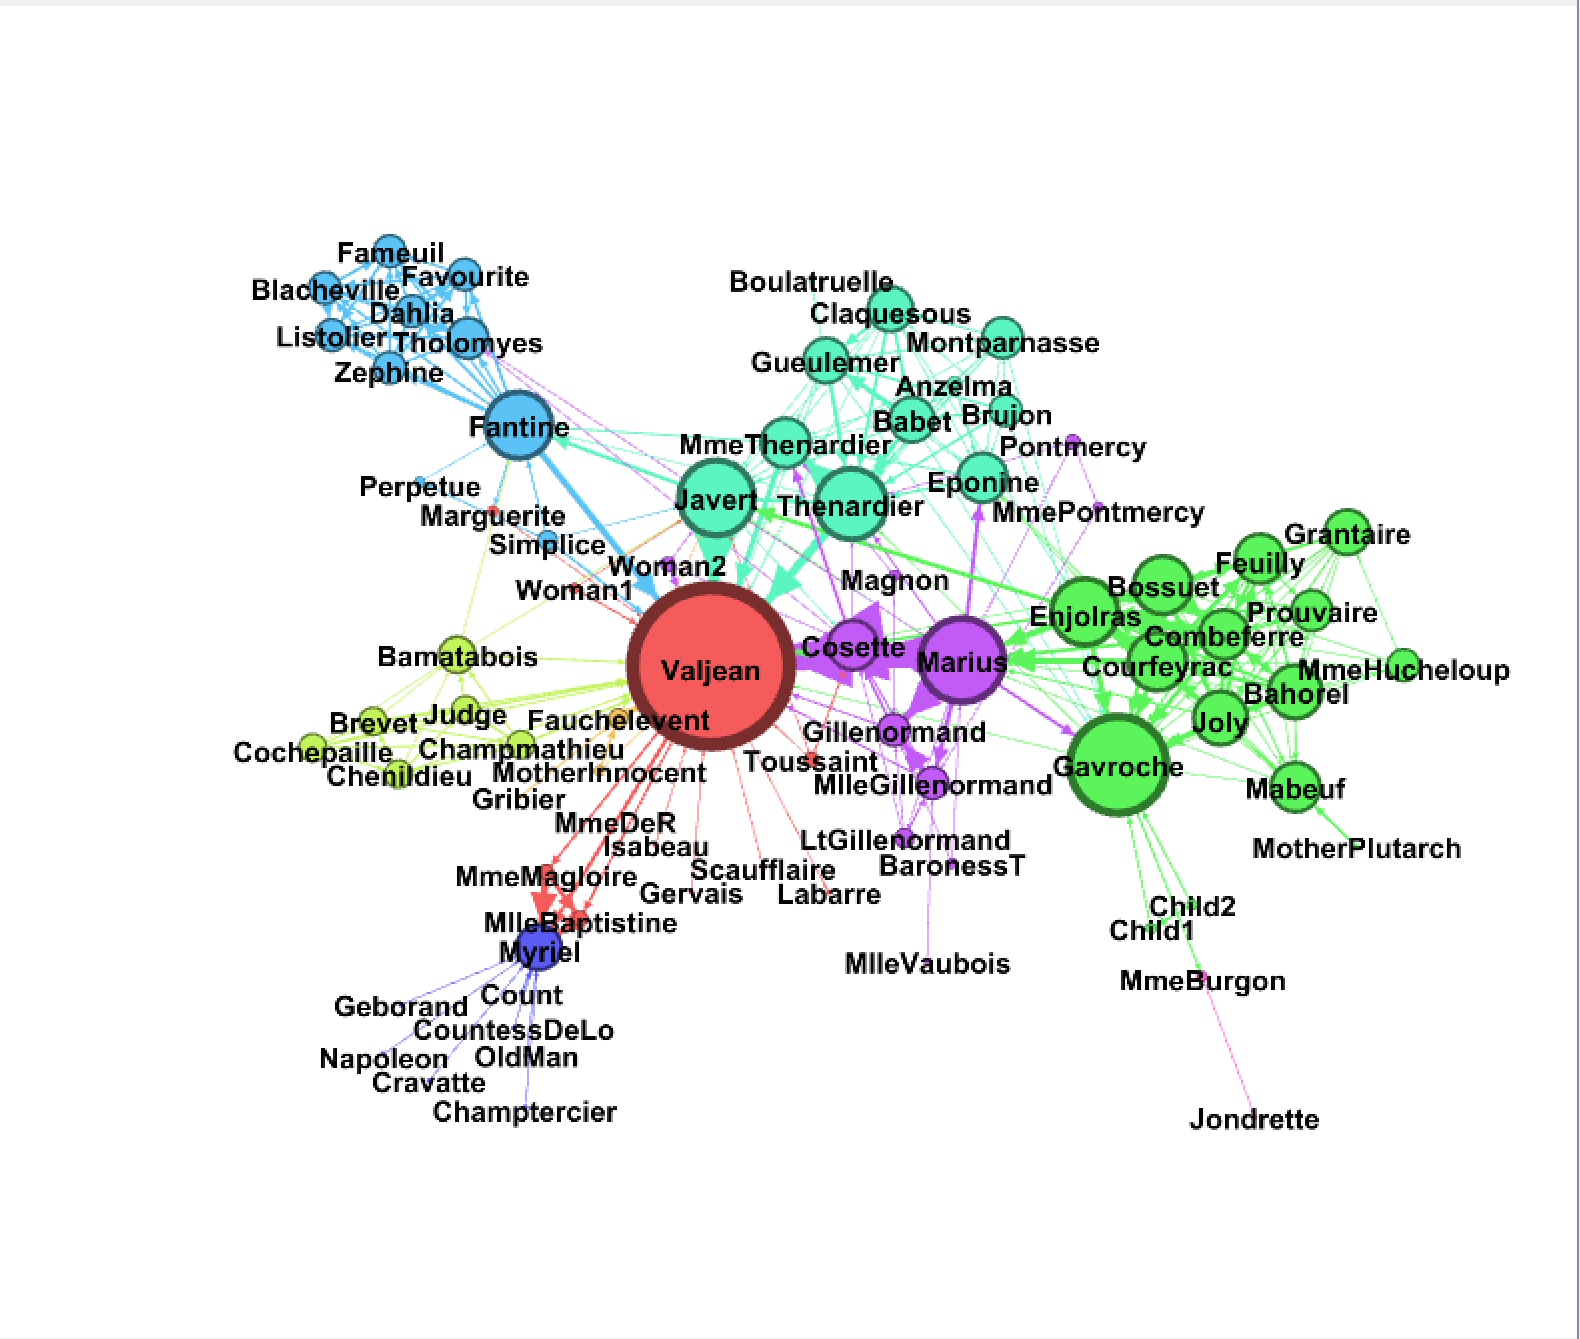 Fameuil
Favourite
Blacheville
Dahlia
Listolier
Tholomyes
Zephine
Fantine
Boulatruelle
Claquesous
Montparnasse
Gueulemer
Anzelma
Babet
Brujon
MmeThenardier
Pontmercy
Perpetue
Javert
Thenardier
Eponine
MmePontmercy
Marguerite
Simplice
Woman2
Woman1
Magnon
Grantaire
Feuilly
Bossuet
Enjolras
Prouvaire
Combeferre
Bamatabois
Valjean
Cosette
Marius
Courfeyrac
MmeHucheloup
Bahorel
Brevet
Judge
Fauchelevent
Gillenormand
Joly
Cochepaille
Champmathieu
Toussaint
Gavroche
Chenildieu
MotherInnocent
MlleGillenormand
Mabeuf
Gribier
MmeDeR
Isabeau
LtGillenormand
MotherPlutarch
MmeMagloire
Scaufflaire
BaronessT
Gervais
Labarre
Child2
MlleBaptistine
Child1
Myriel
MlleVaubois
MmeBurgon
Count
Geborand
CountessDeLo
Napoleon
OldMan
Cravatte
Champtercier
Jondrette